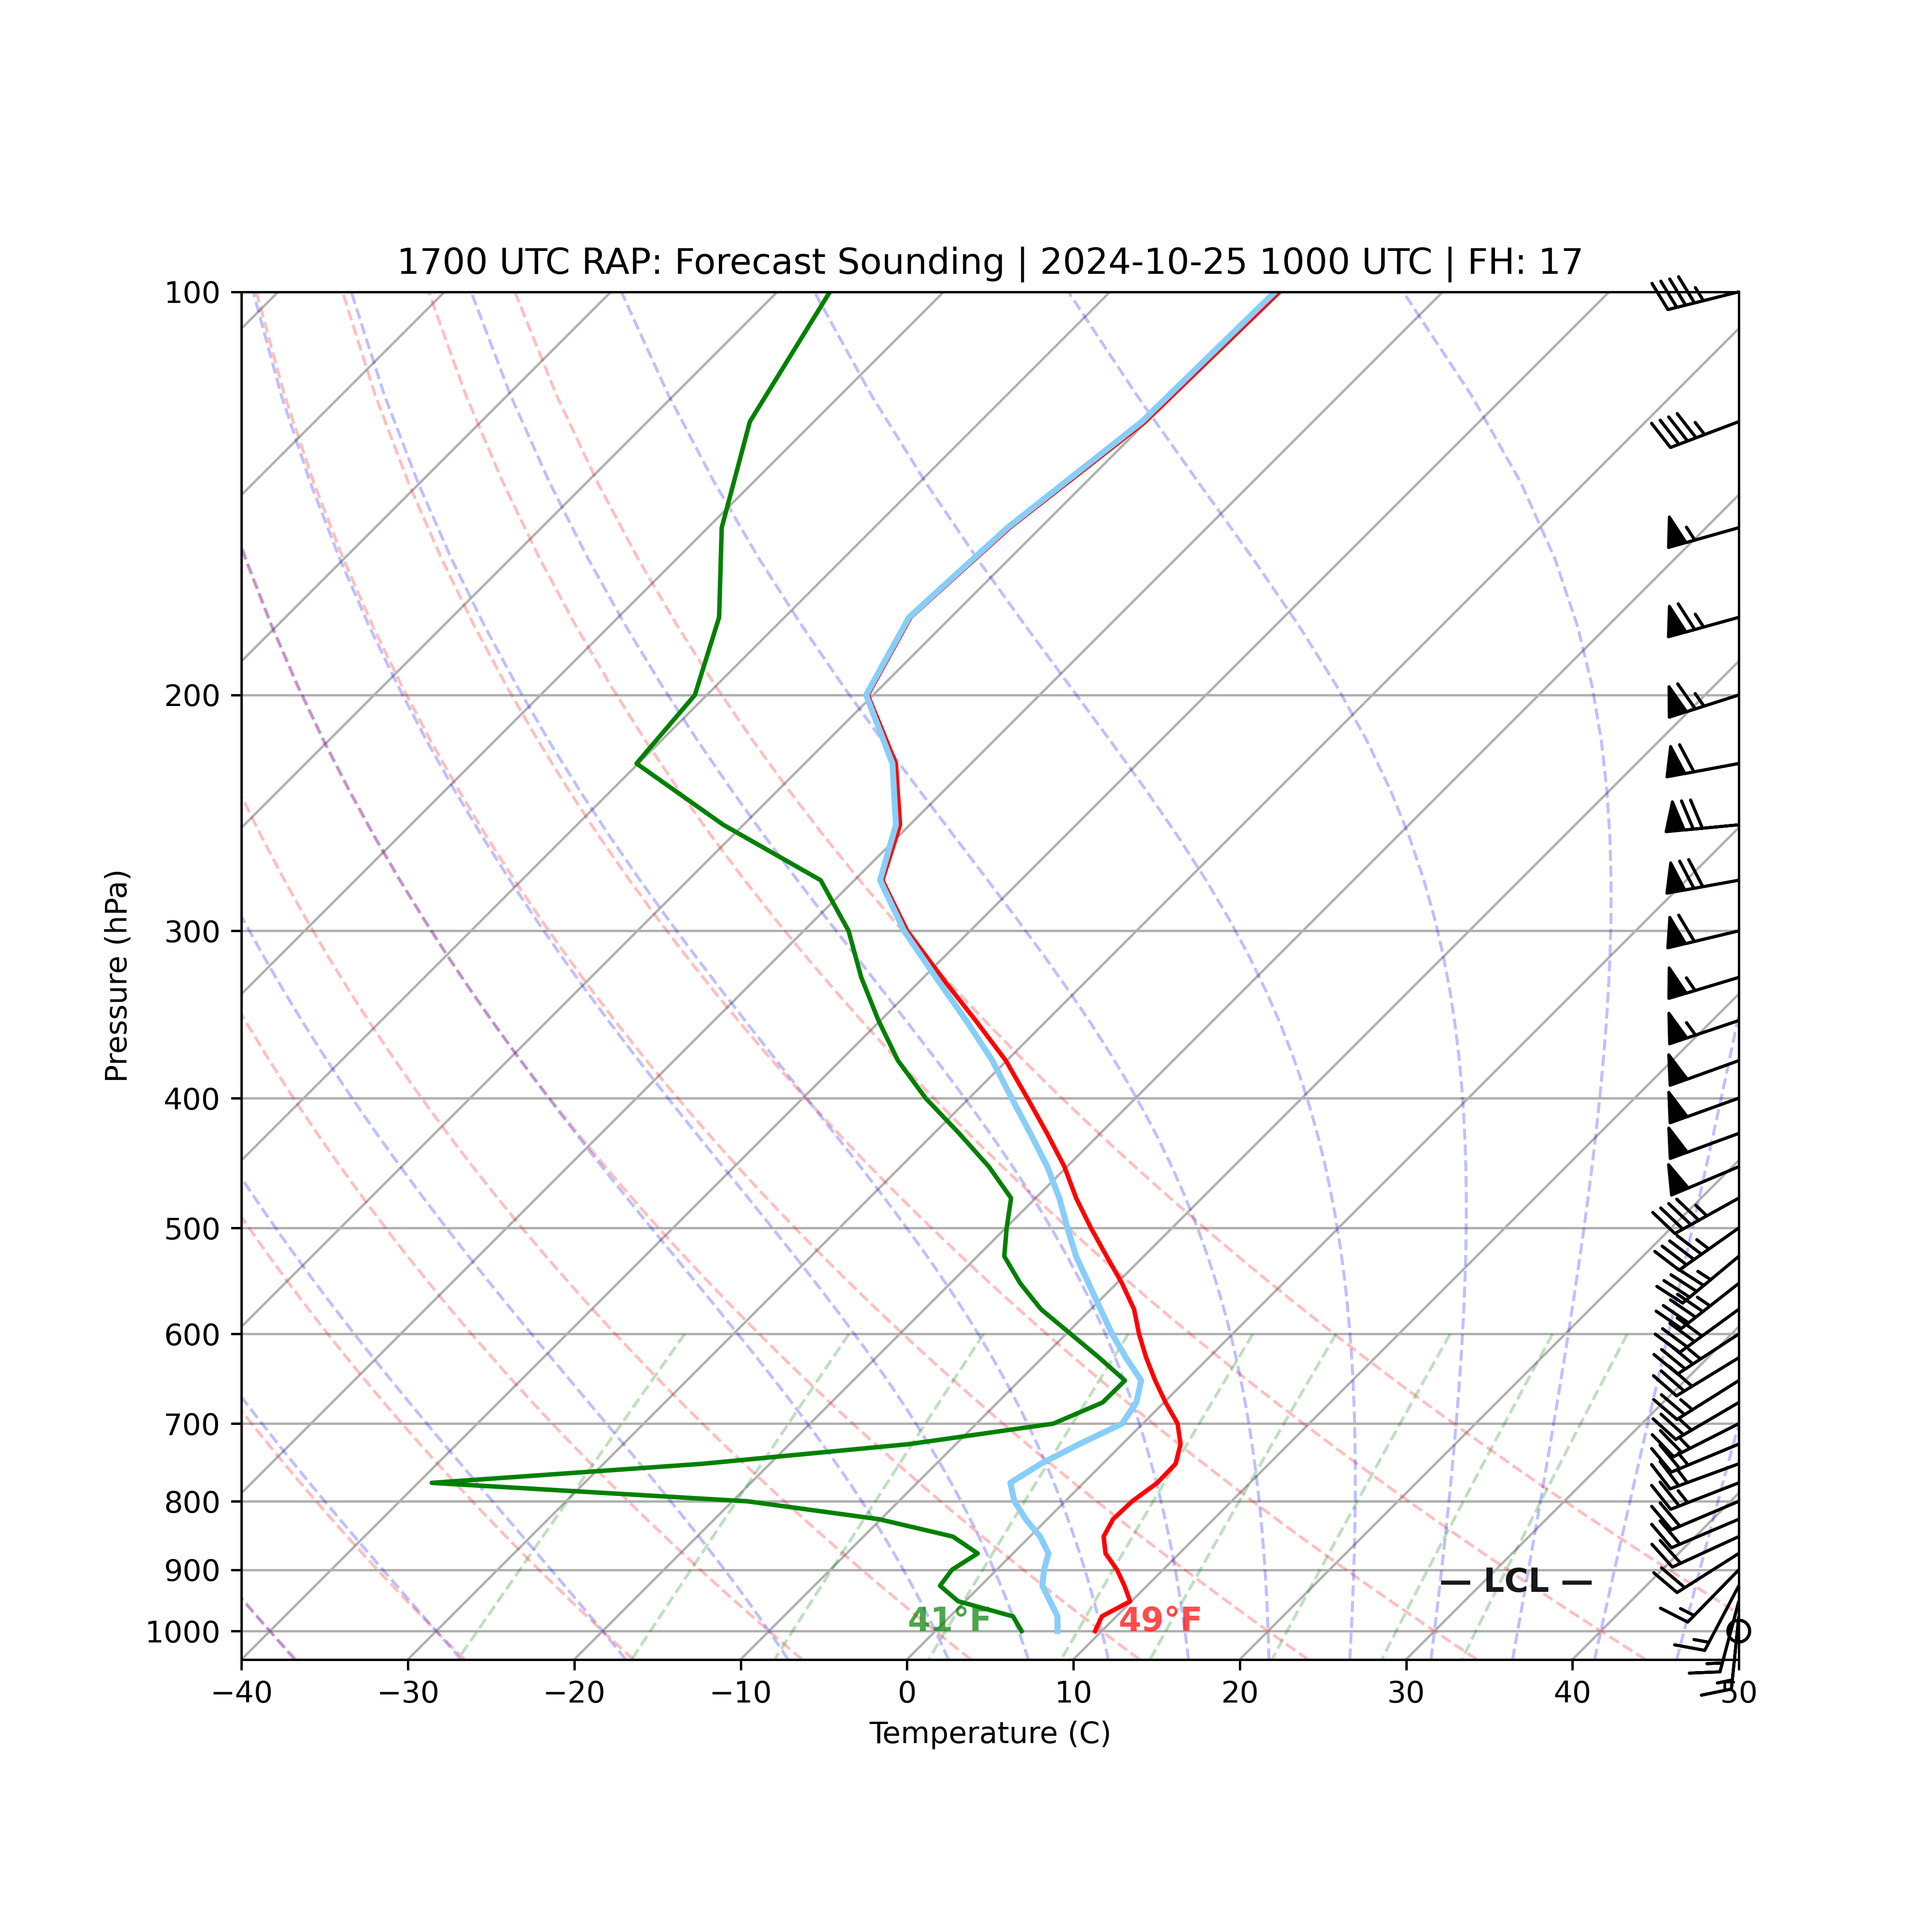 1700 UTC RAP: Forecast Sounding | 2024-10-25 1000 UTC | FH: 17
100
200
300
400
500
600
700
800
900
1000
Pressure (hPa)
— LCL —
41°F
49°F
−40 −30 −20 −10 0 10 20 30 40 50
Temperature (C)